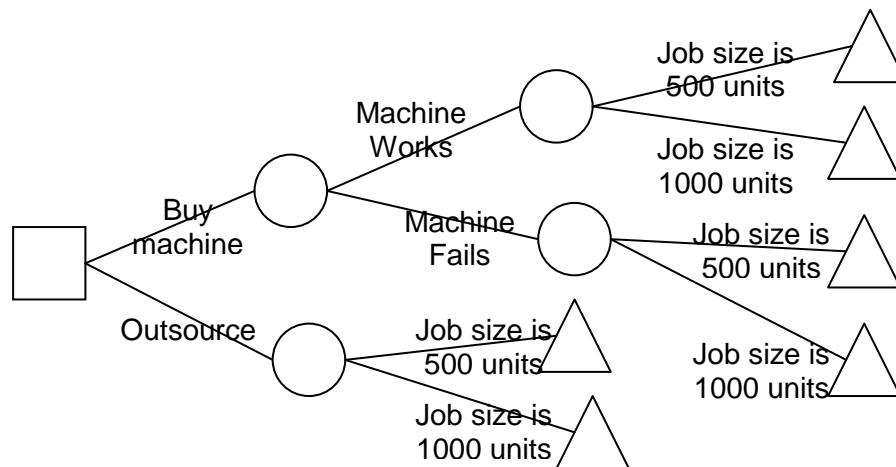 Job size is
500 units
Machine
Works
Job size is
1000 units
Buy
machine
Machine
Fails
Job size is
500 units
Outsource
Job size is
500 units
Job size is
1000 units
Job size is
1000 units